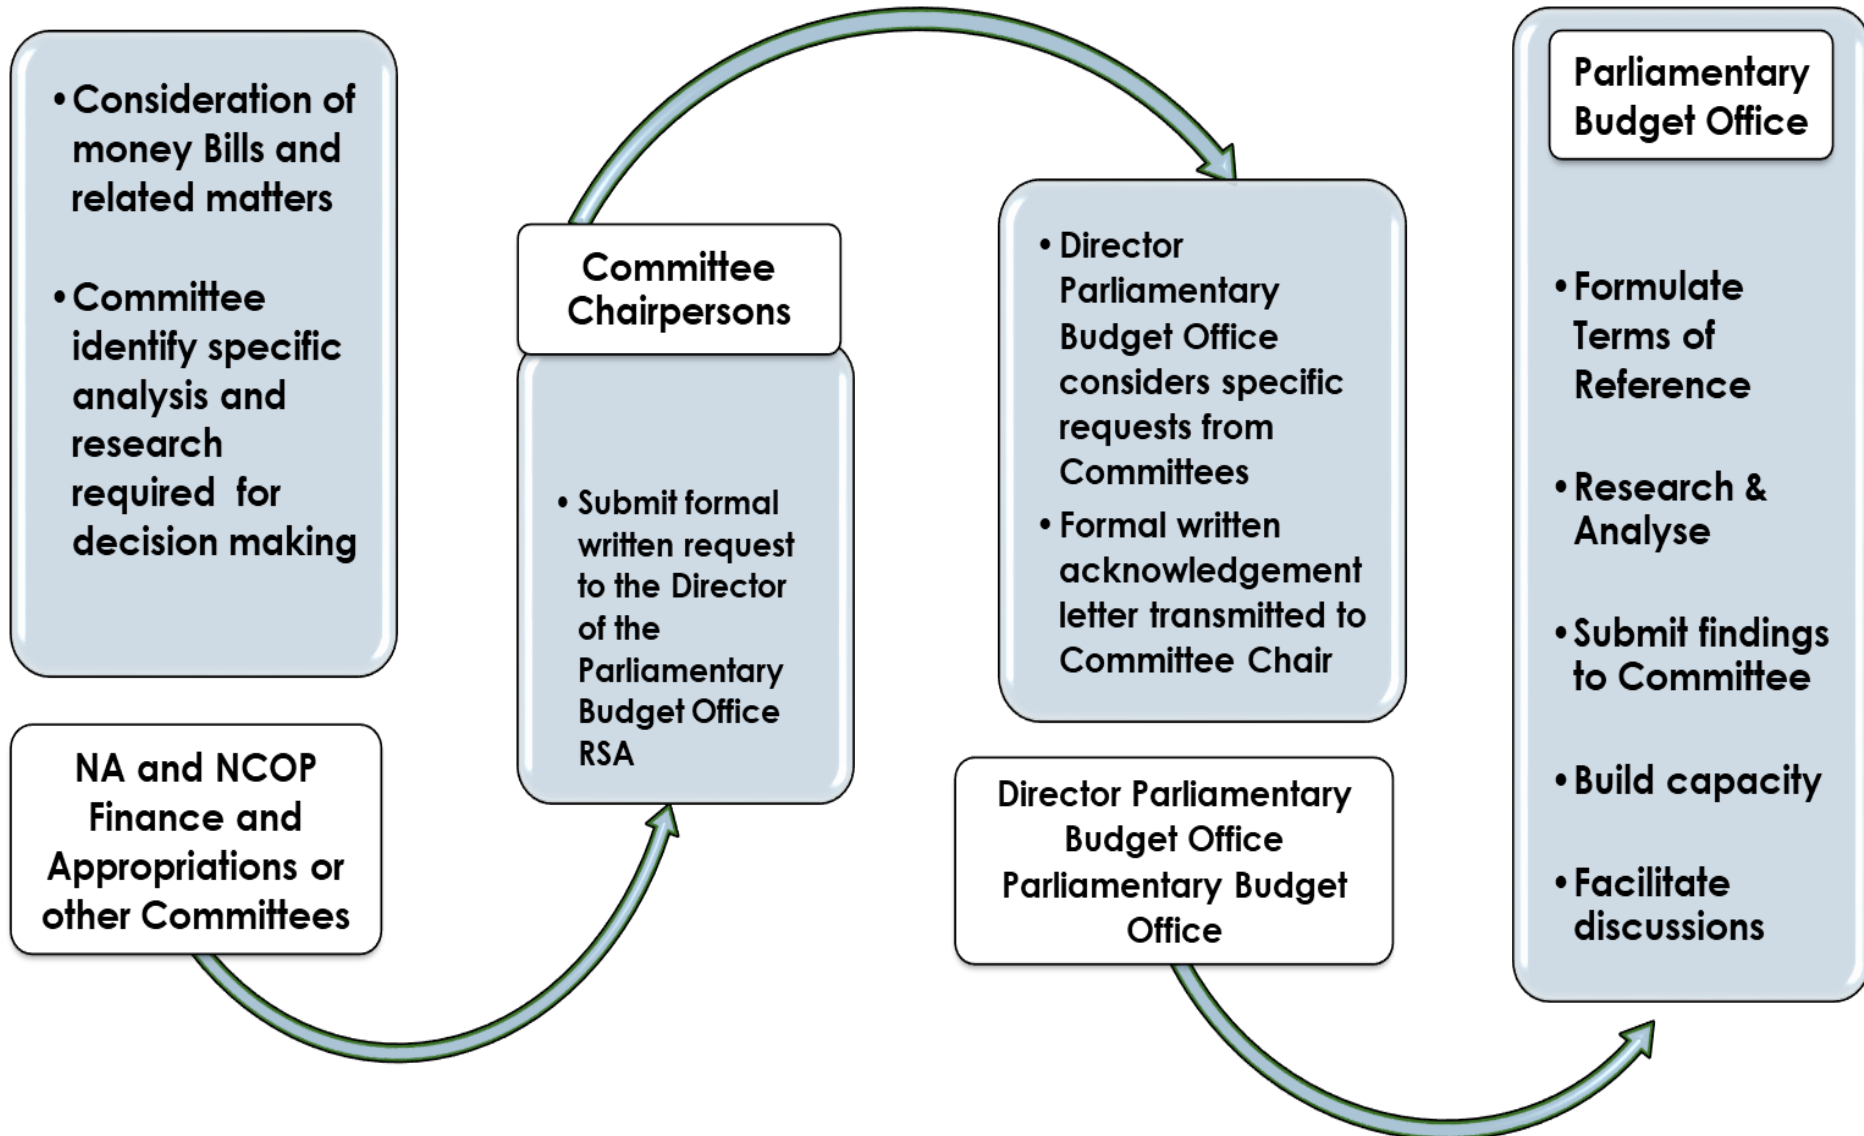 • Consideration of
money Bills and
related matters
• Committee
identify specific
analysis and
research
required for
decision making
NA and NCOP
Finance and
Appropriations or
other Committees
Committee
Chairpersons
• Submit formal
written request
to the Director
of the
Parliamentary
Budget Office
RSA
• Director
Parliamentary
Budget Office
considers specific
requests from
Committees
• Formal written
acknowledgement
letter transmitted to
Committee Chair
Director Parliamentary
Budget Office
Parliamentary Budget
Office
Parliamentary
Budget Office
• Formulate
Terms of
Reference
• Research &
Analyse
• Submit findings
to Committee
• Build capacity
• Facilitate
discussions